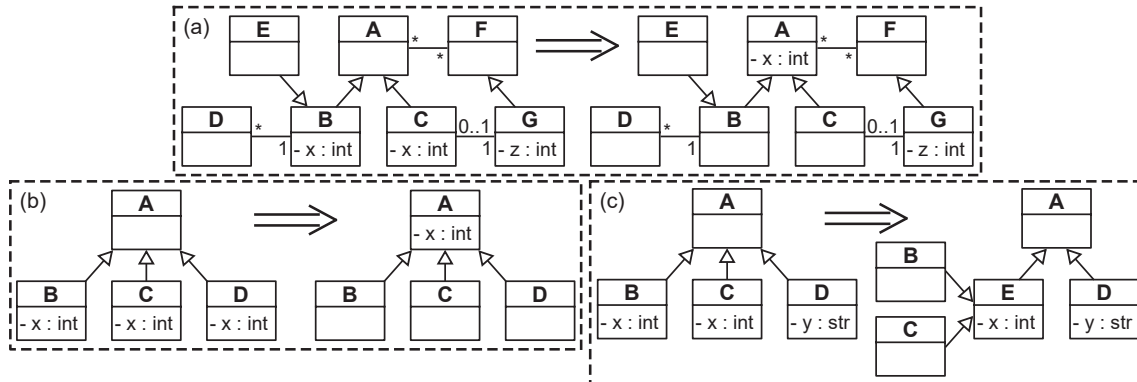 (a)
E A F E A F
* * * *
- x : int
D B C G D B C G
* 1 0..1 1 * 1 0..1 1
- x : int - x : int - z : int - z : int
(b)
A A
- x : int
B C D B C D
- x : int - x : int - x : int
(c)
A A
B
B C D E D
- x : int - x : int - y : str - x : int - y : str
C